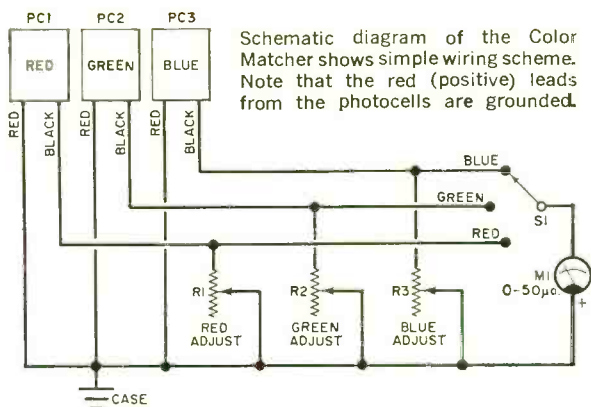 PC1 PC2 PC3
Schematic diagram of the Color
Matcher shows simple wiring scheme.
Note that the red (positive) leads
from the photocells are grounded.
RED GREEN BLUE
RED BLACK RED BLACK RED BLACK
BLUE
GREEN
S1
RED
M1
0-50µa.
+
R1 R2 R3
RED
ADJUST
GREEN
ADJUST
BLUE
ADJUST
CASE